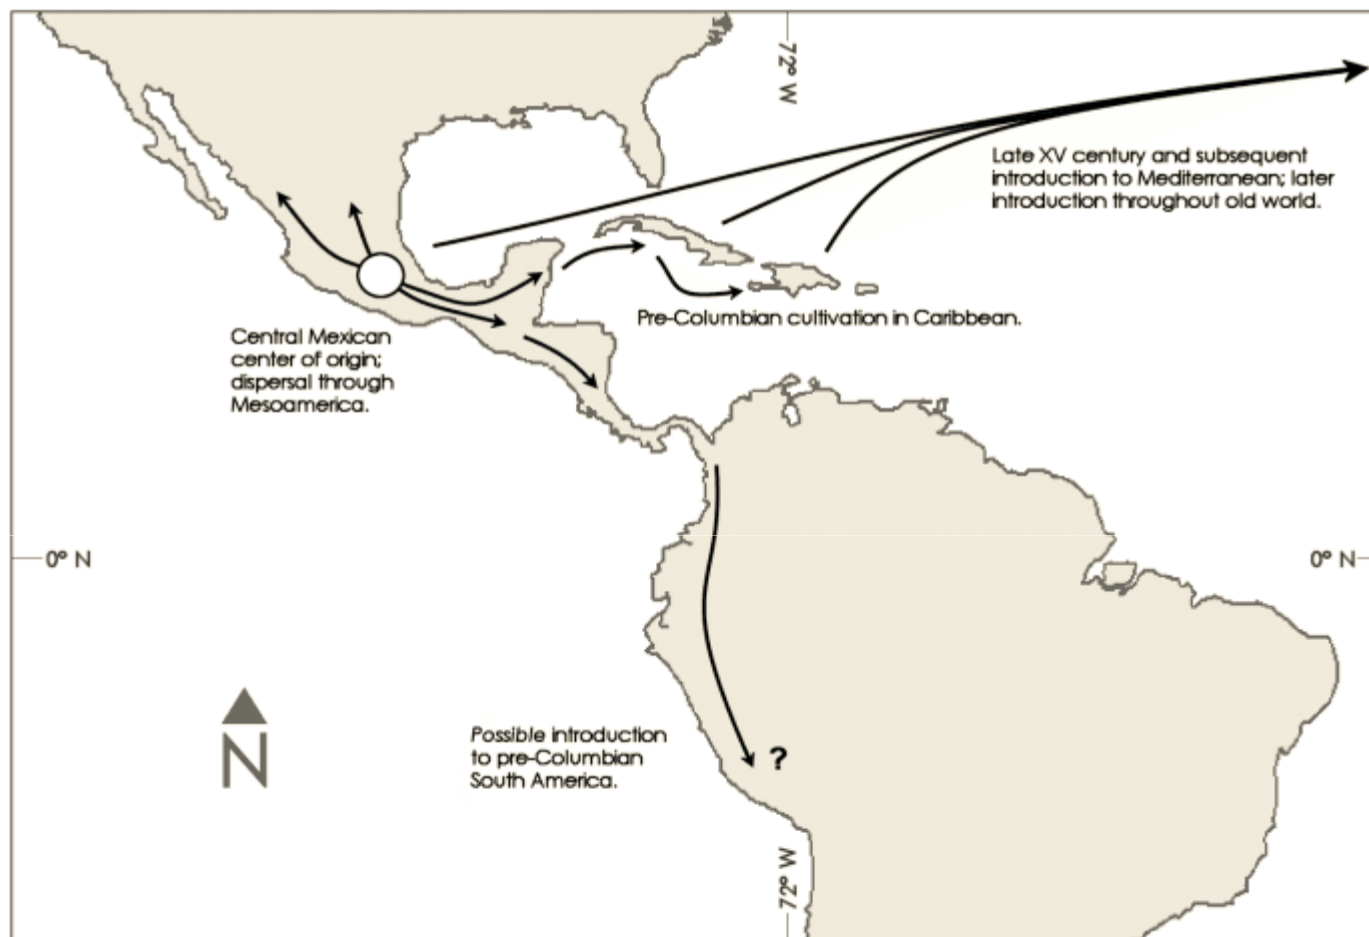 72° W
Late XV century and subsequent
introduction to Mediterranean; later
introduction throughout old world.
Pre-Columbian cultivation in Caribbean.
Central Mexican
center of origin;
dispersal through
Mesoamerica.
0° N
0° N
Possible introduction
to pre-Columbian
South America.
?
N
72° W